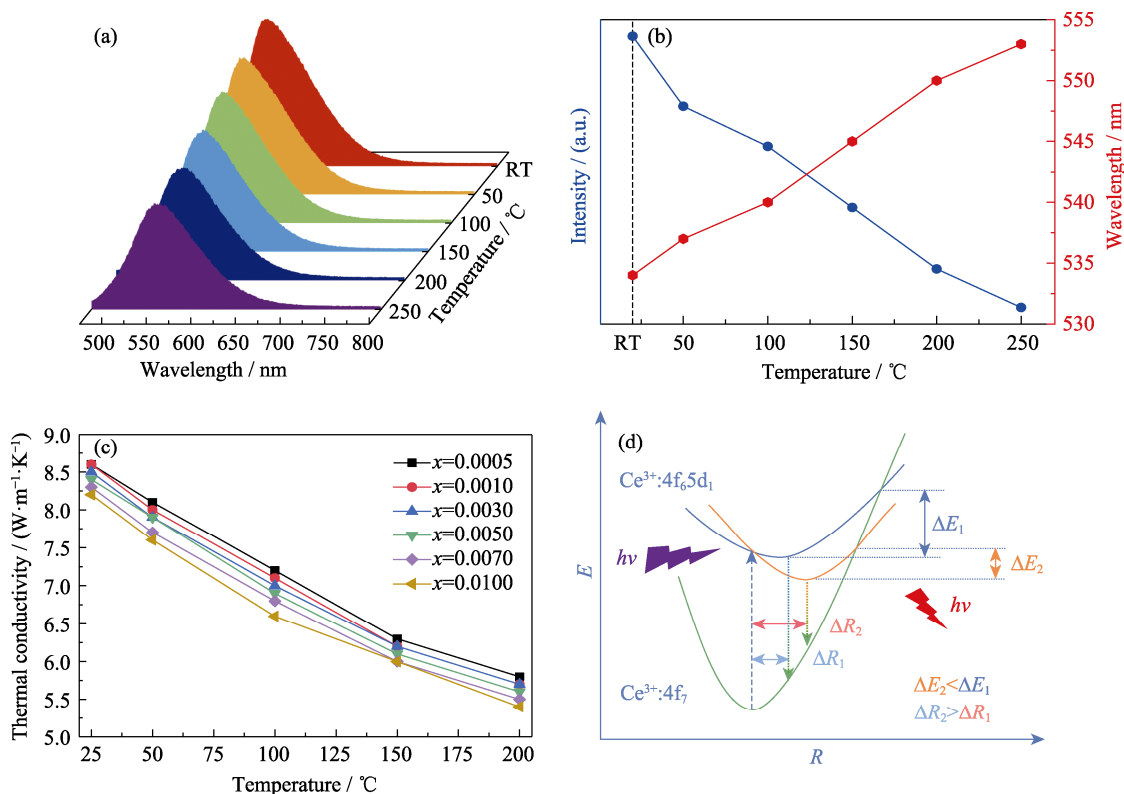 (a)
RT
50
100
150
200
250
Temperature / ℃
500 550 600 650 700 750 800
Wavelength / nm
(b)
Intensity / (a.u.)
555
550
545
540
535
530
Wavelength / nm
RT 50 100 150 200 250
Temperature / ℃
(c)
Thermal conductivity / (W·m⁻¹·K⁻¹)
9.0
8.5
8.0
7.5
7.0
6.5
6.0
5.5
5.0
x=0.0005
x=0.0010
x=0.0030
x=0.0050
x=0.0070
x=0.0100
25 50 75 100 125 150 175 200
Temperature / ℃
(d)
Ce³⁺:4f₆5d₁
ΔE₁
hv
ΔE₂
hv
E
ΔR₂
ΔR₁
Ce³⁺:4f₇
ΔE₂<ΔE₁
ΔR₂>ΔR₁
R